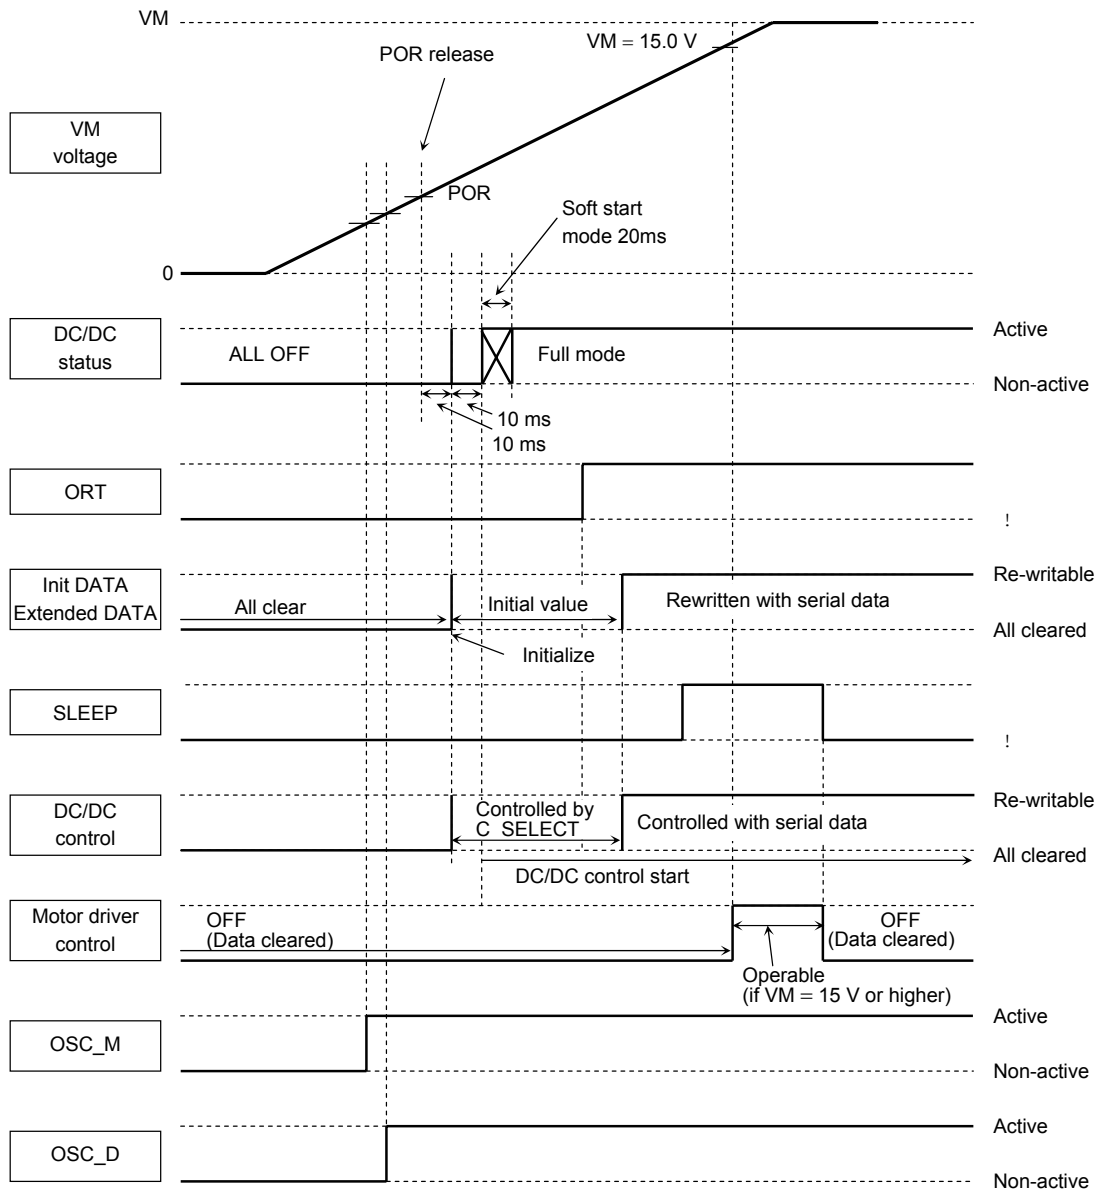 VM
VM = 15.0 V
POR release
VM
voltage
POR
Soft start
mode 20ms
0
DC/DC
status
ALL OFF
Full mode
Active
Non-active
10 ms
10 ms
ORT
!
Init DATA
Extended DATA
All clear
Initial value
Rewritten with serial data
Re-writable
All cleared
Initialize
SLEEP
!
DC/DC
control
Controlled by
C SELECT
Controlled with serial data
Re-writable
All cleared
DC/DC control start
Motor driver
control
OFF
(Data cleared)
OFF
(Data cleared)
Operable
(if VM = 15 V or higher)
OSC_M
Active
Non-active
OSC_D
Active
Non-active